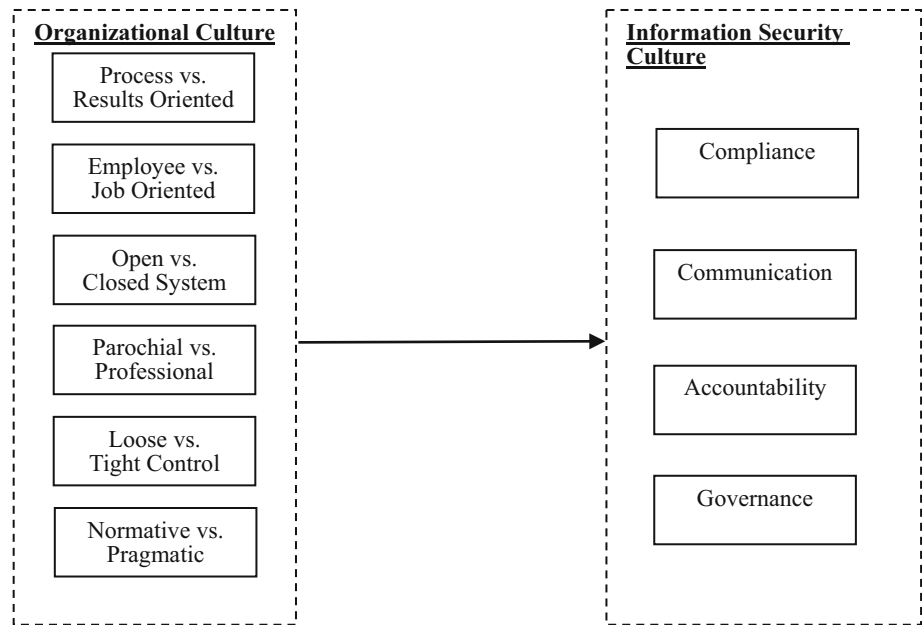 Organizational Culture
Process vs.
Results Oriented
Employee vs.
Job Oriented
Open vs.
Closed System
Parochial vs.
Professional
Loose vs.
Tight Control
Normative vs.
Pragmatic
Information Security
Culture
Compliance
Communication
Accountability
Governance